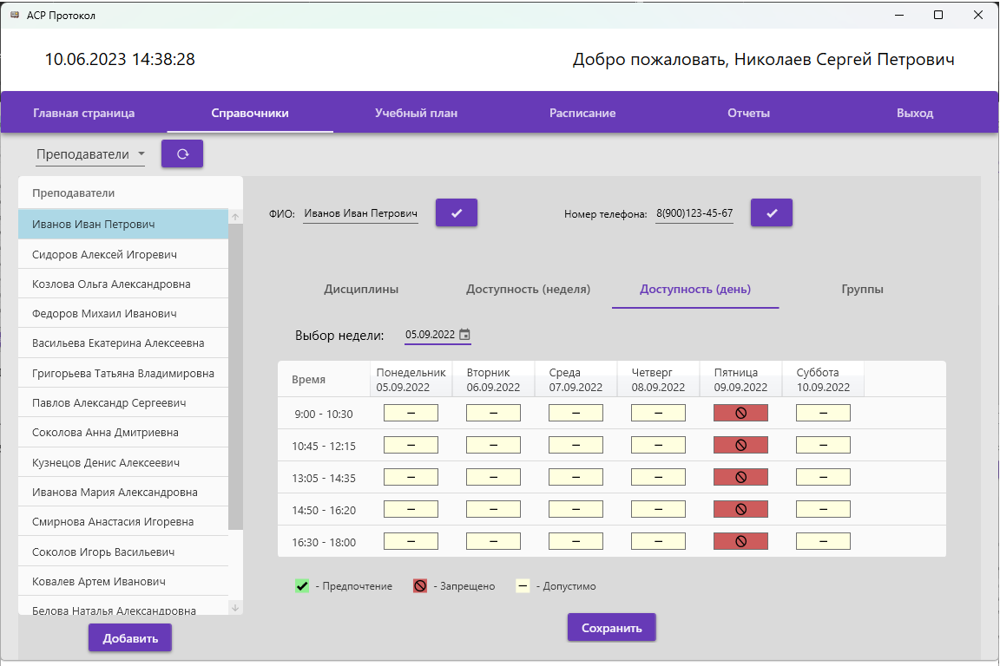 АСР Протокол
10.06.2023 14:38:28
Добро пожаловать, Николаев Сергей Петрович
Главная страница Справочники Учебный план Расписание Отчеты Выход
Преподаватели
Преподаватели
Иванов Иван Петрович
Сидоров Алексей Игоревич
Козлова Ольга Александровна
Федоров Михаил Иванович
Васильева Екатерина Алексеевна
Григорьева Татьяна Владимировна
Павлов Александр Сергеевич
Соколова Анна Дмитриевна
Кузнецов Денис Алексеевич
Иванова Мария Александровна
Смирнова Анастасия Игоревна
Соколов Игорь Васильевич
Ковалев Артем Иванович
Белова Наталья Александровна
Добавить
ФИО: Иванов Иван Петрович
Номер телефона: 8(900)123-45-67
Дисциплины Доступность (неделя) Доступность (день) Группы
Выбор недели: 05.09.2022
Время
Понедельник Вторник Среда Четверг Пятница Суббота
05.09.2022 06.09.2022 07.09.2022 08.09.2022 09.09.2022 10.09.2022
9:00 - 10:30
10:45 - 12:15
13:05 - 14:35
14:50 - 16:20
16:30 - 18:00
- Предпочтение - Запрещено - Допустимо
Сохранить